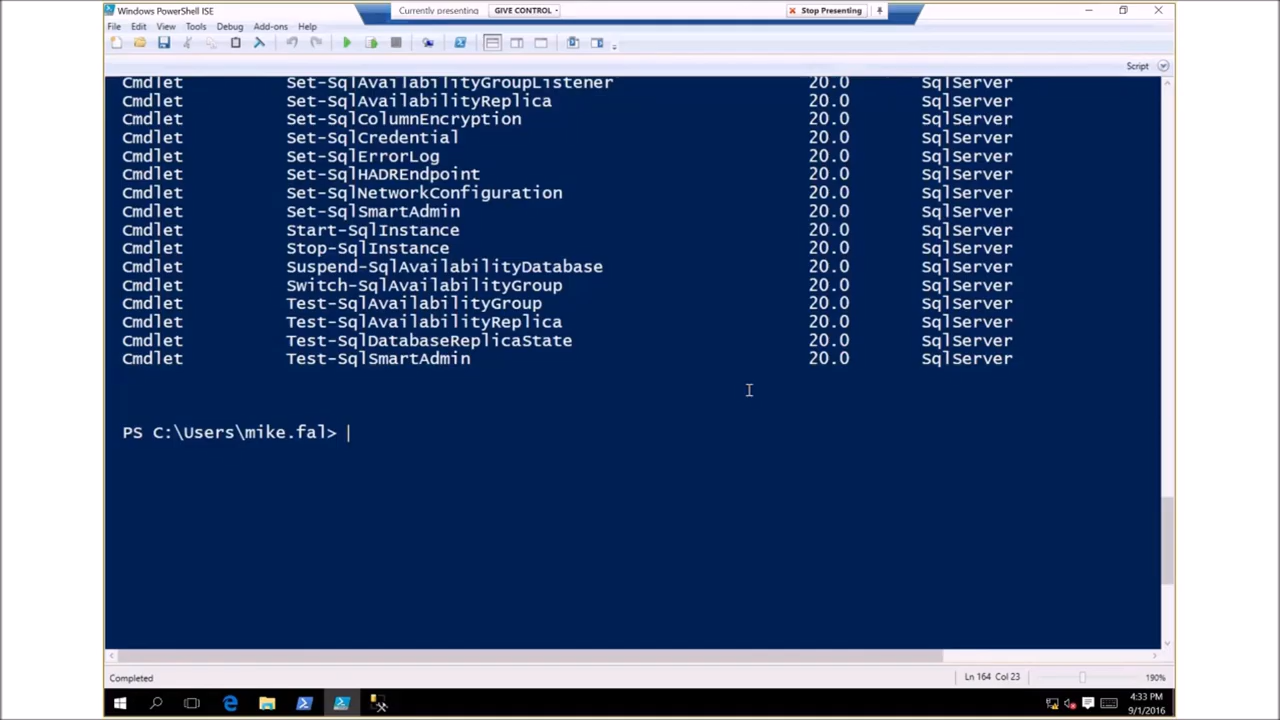 Windows PowerShell ISE
Currently presenting GIVE CONTROL Stop Presenting
File Edit View Tools Debug Add-ons Help
Script
Cmdlet Set-SqlAvailabilityGroupListener 20.0 SqlServer
Cmdlet Set-SqlAvailabilityReplica 20.0 SqlServer
Cmdlet Set-SqlColumnEncryption 20.0 SqlServer
Cmdlet Set-SqlCredential 20.0 SqlServer
Cmdlet Set-SqlErrorLog 20.0 SqlServer
Cmdlet Set-SqlHADREndpoint 20.0 SqlServer
Cmdlet Set-SqlNetworkConfiguration 20.0 SqlServer
Cmdlet Set-SqlSmartAdmin 20.0 SqlServer
Cmdlet Start-SqlInstance 20.0 SqlServer
Cmdlet Stop-SqlInstance 20.0 SqlServer
Cmdlet Suspend-SqlAvailabilityDatabase 20.0 SqlServer
Cmdlet Switch-SqlAvailabilityGroup 20.0 SqlServer
Cmdlet Test-SqlAvailabilityGroup 20.0 SqlServer
Cmdlet Test-SqlAvailabilityReplica 20.0 SqlServer
Cmdlet Test-SqlDatabaseReplicaState 20.0 SqlServer
Cmdlet Test-SqlSmartAdmin 20.0 SqlServer
PS C:\Users\mike.fal>
Completed Ln 164 Col 23 190%
4:33 PM
9/1/2016